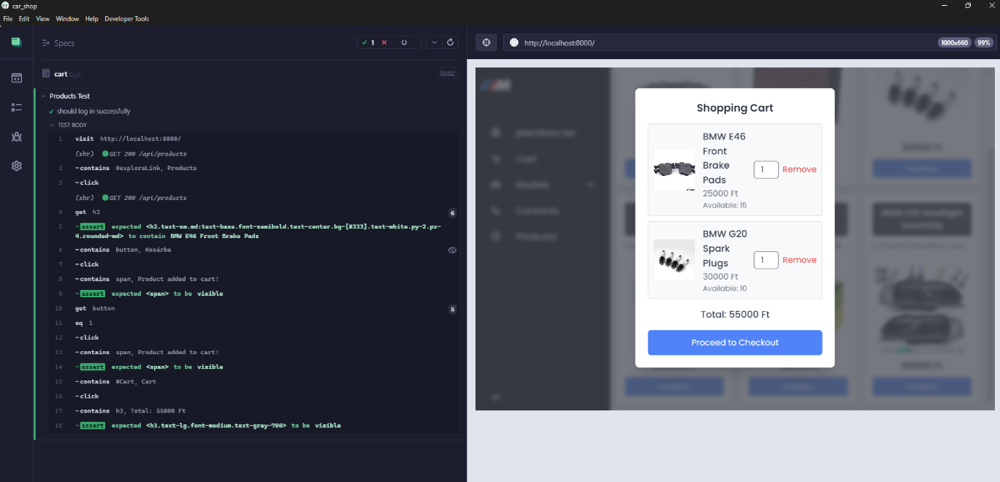 car_shop
File Edit View Window Help Developer Tools
Specs
1 -- --
http://localhost:8000/
1000x660 99%
cart.cy.js
00:02
Products Test
should log in successfully
TEST BODY
1 visit http://localhost:8000/
(xhr) GET 200 /api/products
2 -contains #exploreLink, Products
3 -click
(xhr) GET 200 /api/products
4 get h2 6
5 -assert expected <h2.text-sm.md:text-base.font-semibold.text-center.bg-[#333].text-white.py-2.px-
4.rounded-md> to contain BMW E46 Front Brake Pads
6 -contains button, Kosárba
7 -click
8 -contains span, Product added to cart!
9 -assert expected <span> to be visible
10 get button 5
11 eq 1
12 -click
13 -contains span, Product added to cart!
14 -assert expected <span> to be visible
15 -contains #Cart, Cart
16 -click
17 -contains h3, Total: 55000 Ft
18 -assert expected <h3.text-lg.font-medium.text-gray-700> to be visible
Jelentkezz be
Cart
Models
Contacts
Products
Shopping Cart
BMW E46
Front
Brake
Pads
25000 Ft
Available: 15
1 Remove
BMW G20
Spark
Plugs
30000 Ft
Available: 10
1 Remove
Total: 55000 Ft
Proceed to Checkout